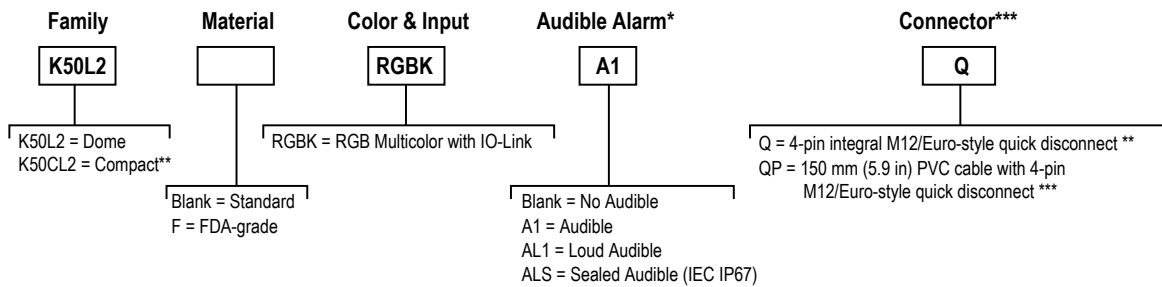 Family Material Color & Input Audible Alarm* Connector***
K50L2 RGBK A1 Q
K50L2 = Dome
K50CL2 = Compact**
Blank = Standard
F = FDA-grade
RGBK = RGB Multicolor with IO-Link
Blank = No Audible
A1 = Audible
AL1 = Loud Audible
ALS = Sealed Audible (IEC IP67)
Q = 4-pin integral M12/Euro-style quick disconnect **
QP = 150 mm (5.9 in) PVC cable with 4-pin
M12/Euro-style quick disconnect ***